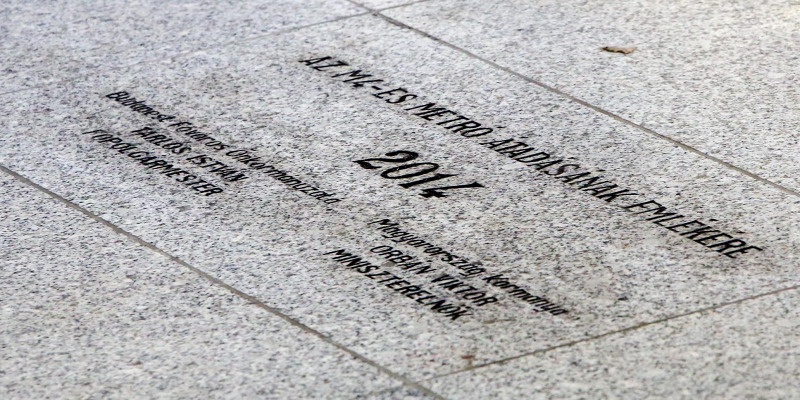 AZ M4-ES METRO ÁTADÁSÁNAK EMLÉKÉRE
2014
Budapest Főváros Önkormányzata
TARLÓS ISTVÁN
FŐPOLGÁRMESTER
Magyarország kormánya
ORBÁN VIKTOR
MINISZTERELNÖK